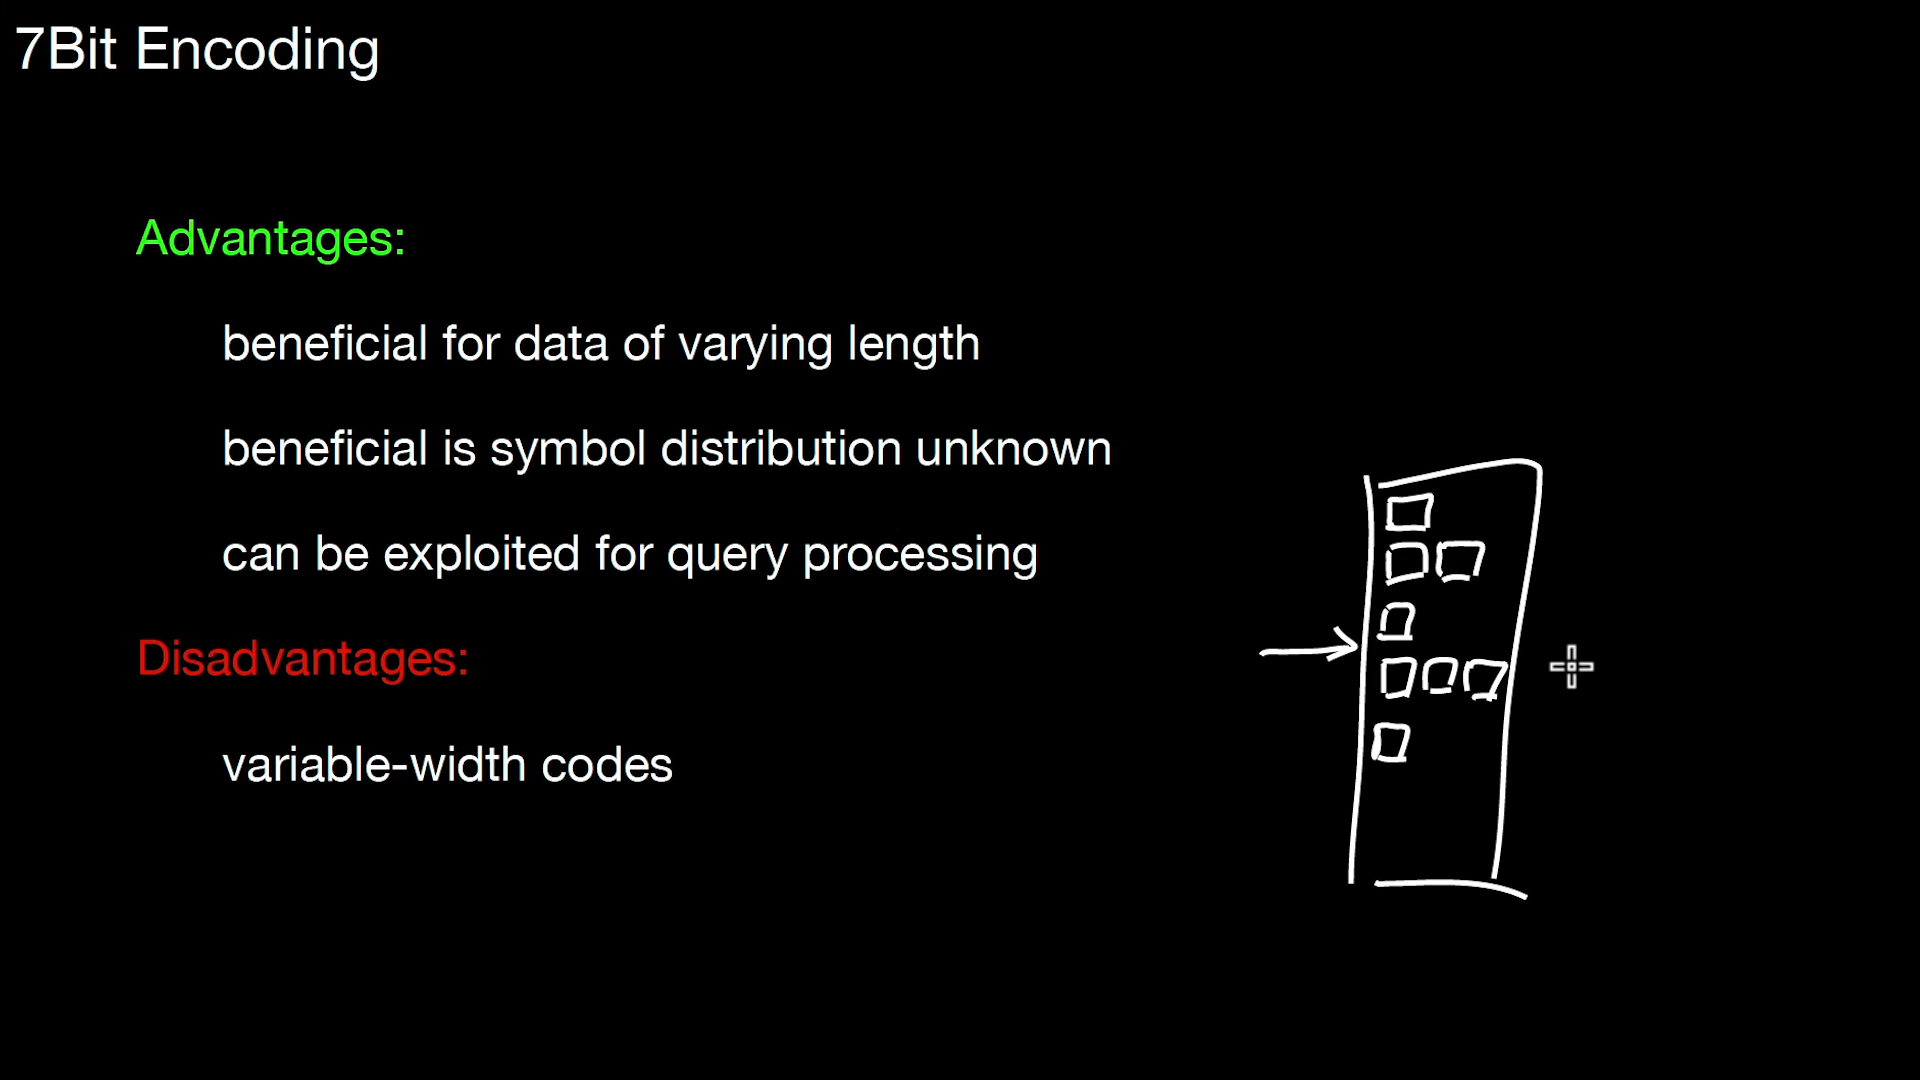 7Bit Encoding
Advantages:
beneficial for data of varying length
beneficial is symbol distribution unknown
can be exploited for query processing
Disadvantages:
variable-width codes